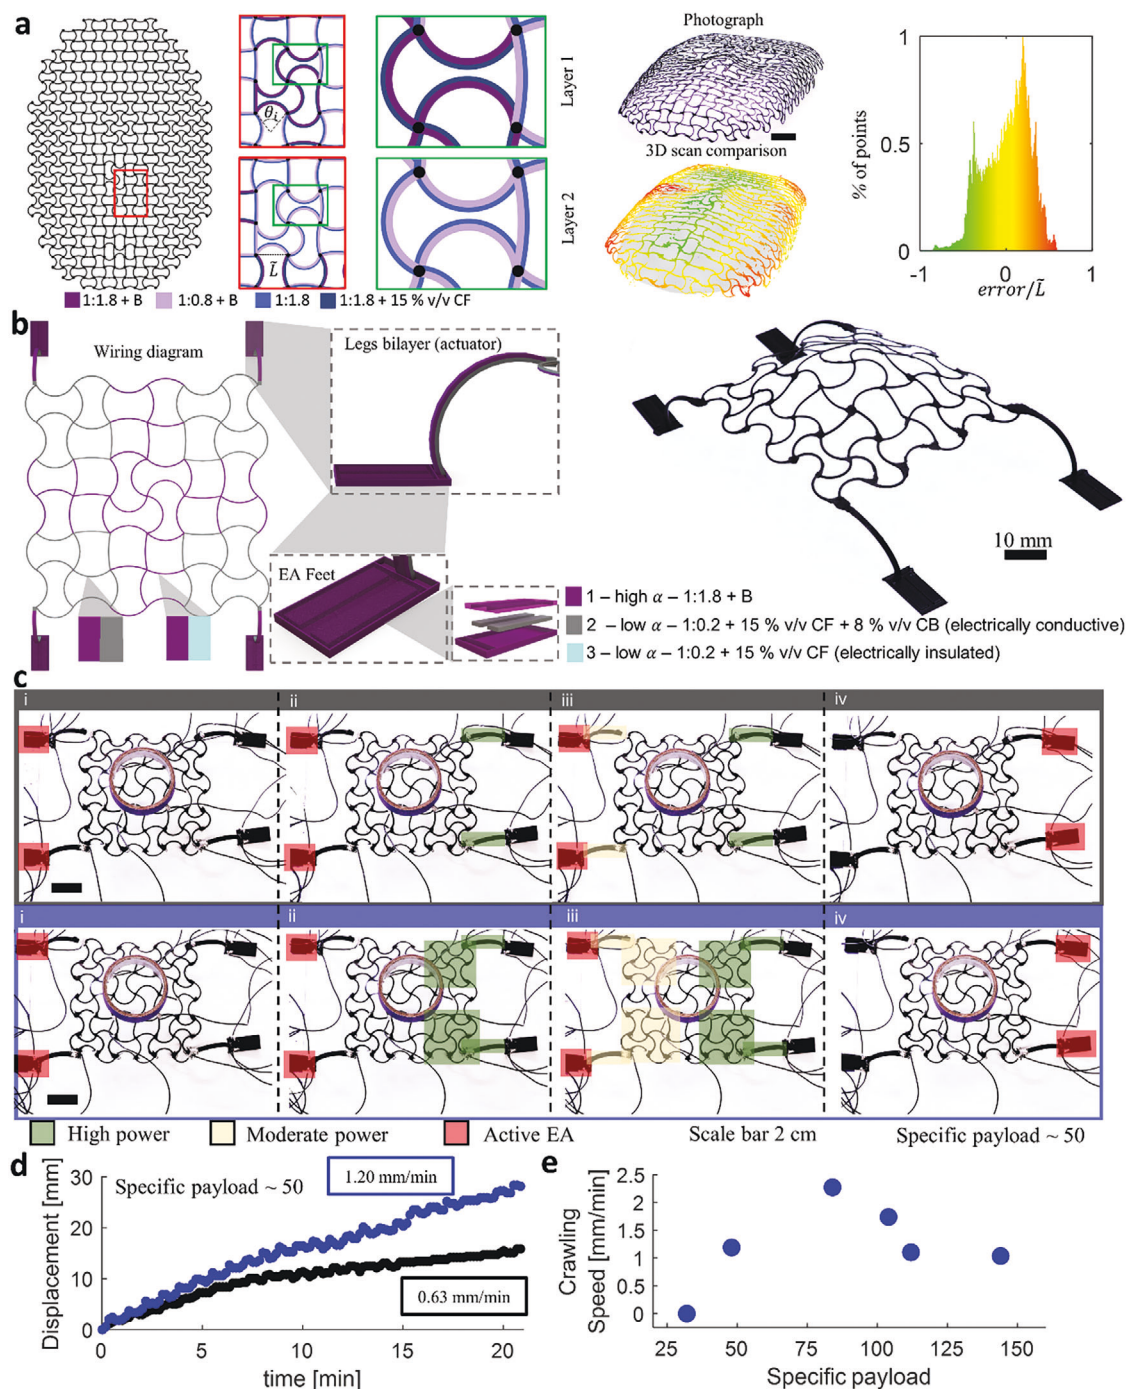 a
θi
L̃
Layer 1
Layer 2
1:1.8 + B
1:0.8 + B
1:1.8
1:1.8 + 15 % v/v CF
Photograph
3D scan comparison
% of points
1
0.5
0
-1
0
1
error/L̃
b
Wiring diagram
Legs bilayer (actuator)
EA Feet
10 mm
1 – high α – 1:1.8 + B
2 – low α – 1:0.2 + 15 % v/v CF + 8 % v/v CB (electrically conductive)
3 – low α – 1:0.2 + 15 % v/v CF (electrically insulated)
c
i
ii
iii
iv
i
ii
iii
iv
High power
Moderate power
Active EA
Scale bar 2 cm
Specific payload ~ 50
d
Displacement [mm]
30
20
10
0
Specific payload ~ 50
1.20 mm/min
0.63 mm/min
0
5
10
15
20
time [min]
e
Crawling
Speed [mm/min]
2.5
2
1.5
1
0.5
0
25
50
75
100
125
150
Specific payload